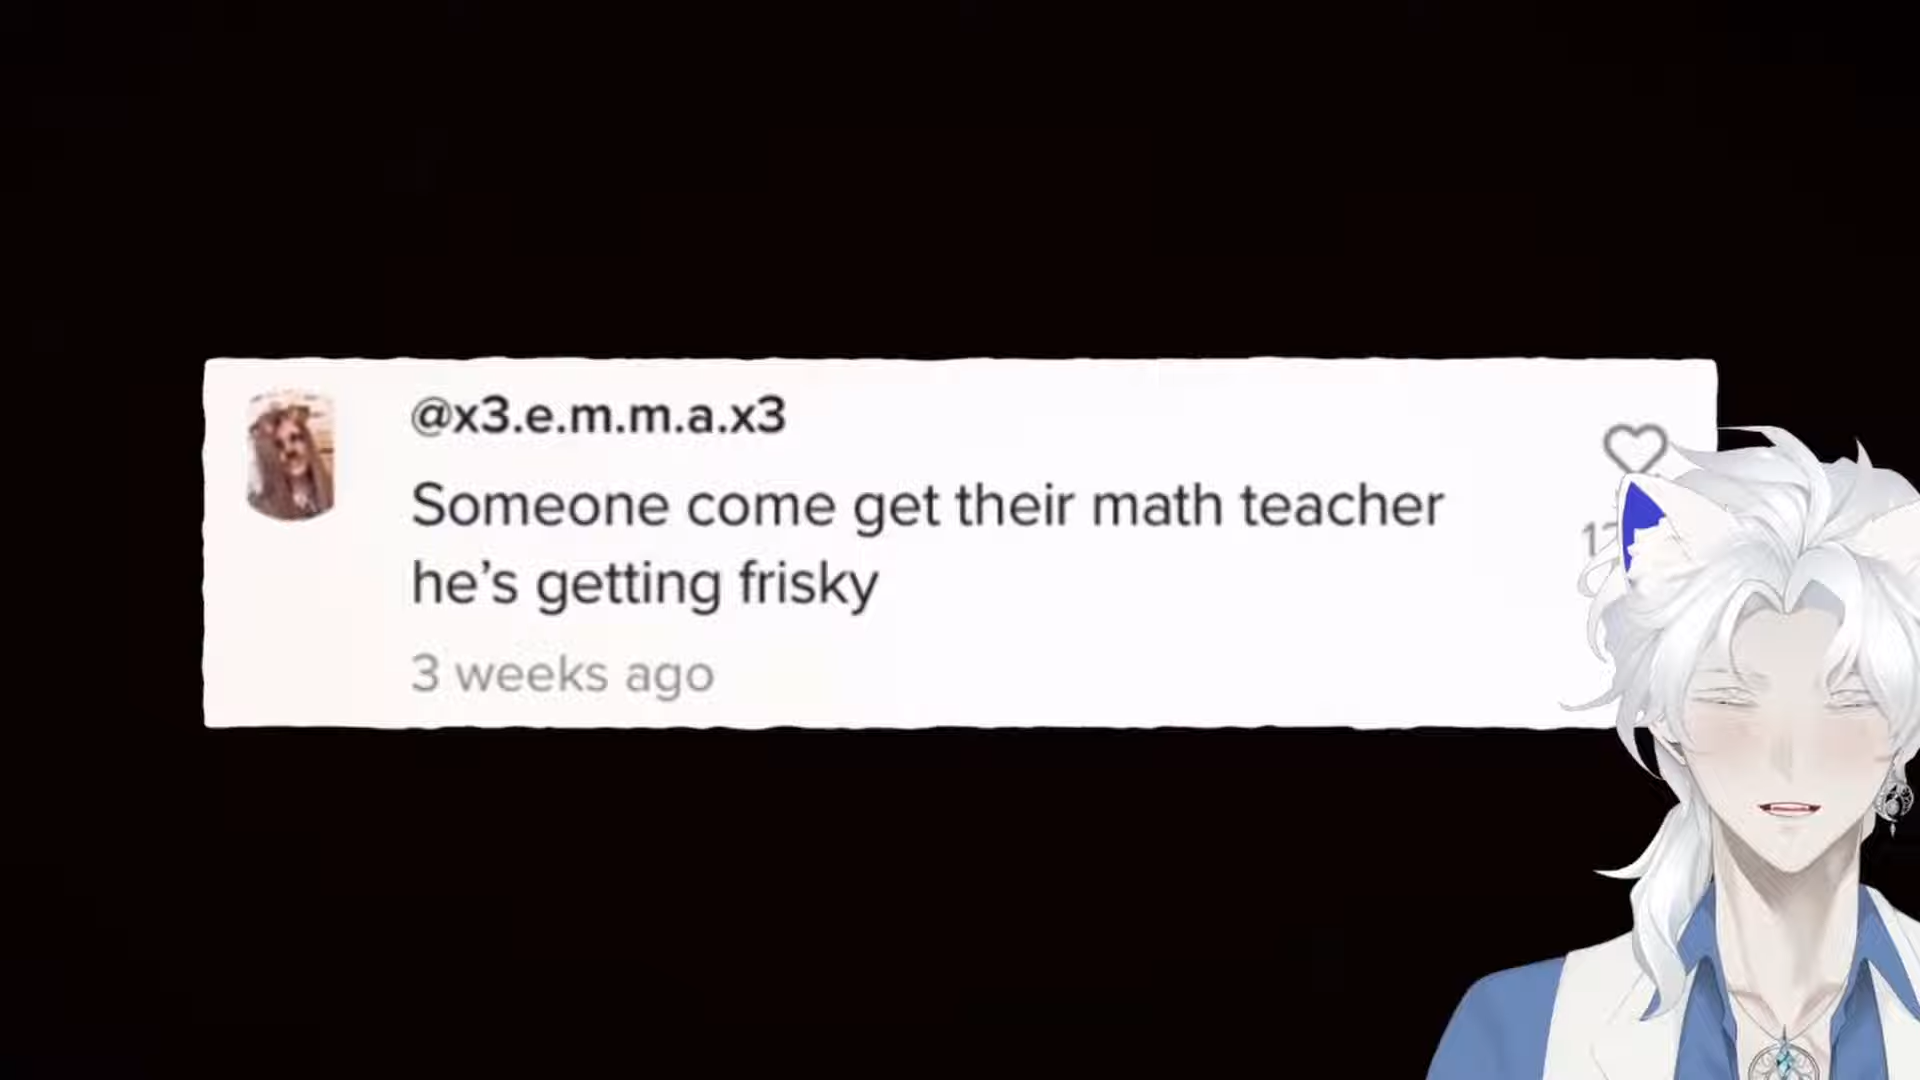 @x3.e.m.m.a.x3
Someone come get their math teacher
he’s getting frisky
3 weeks ago